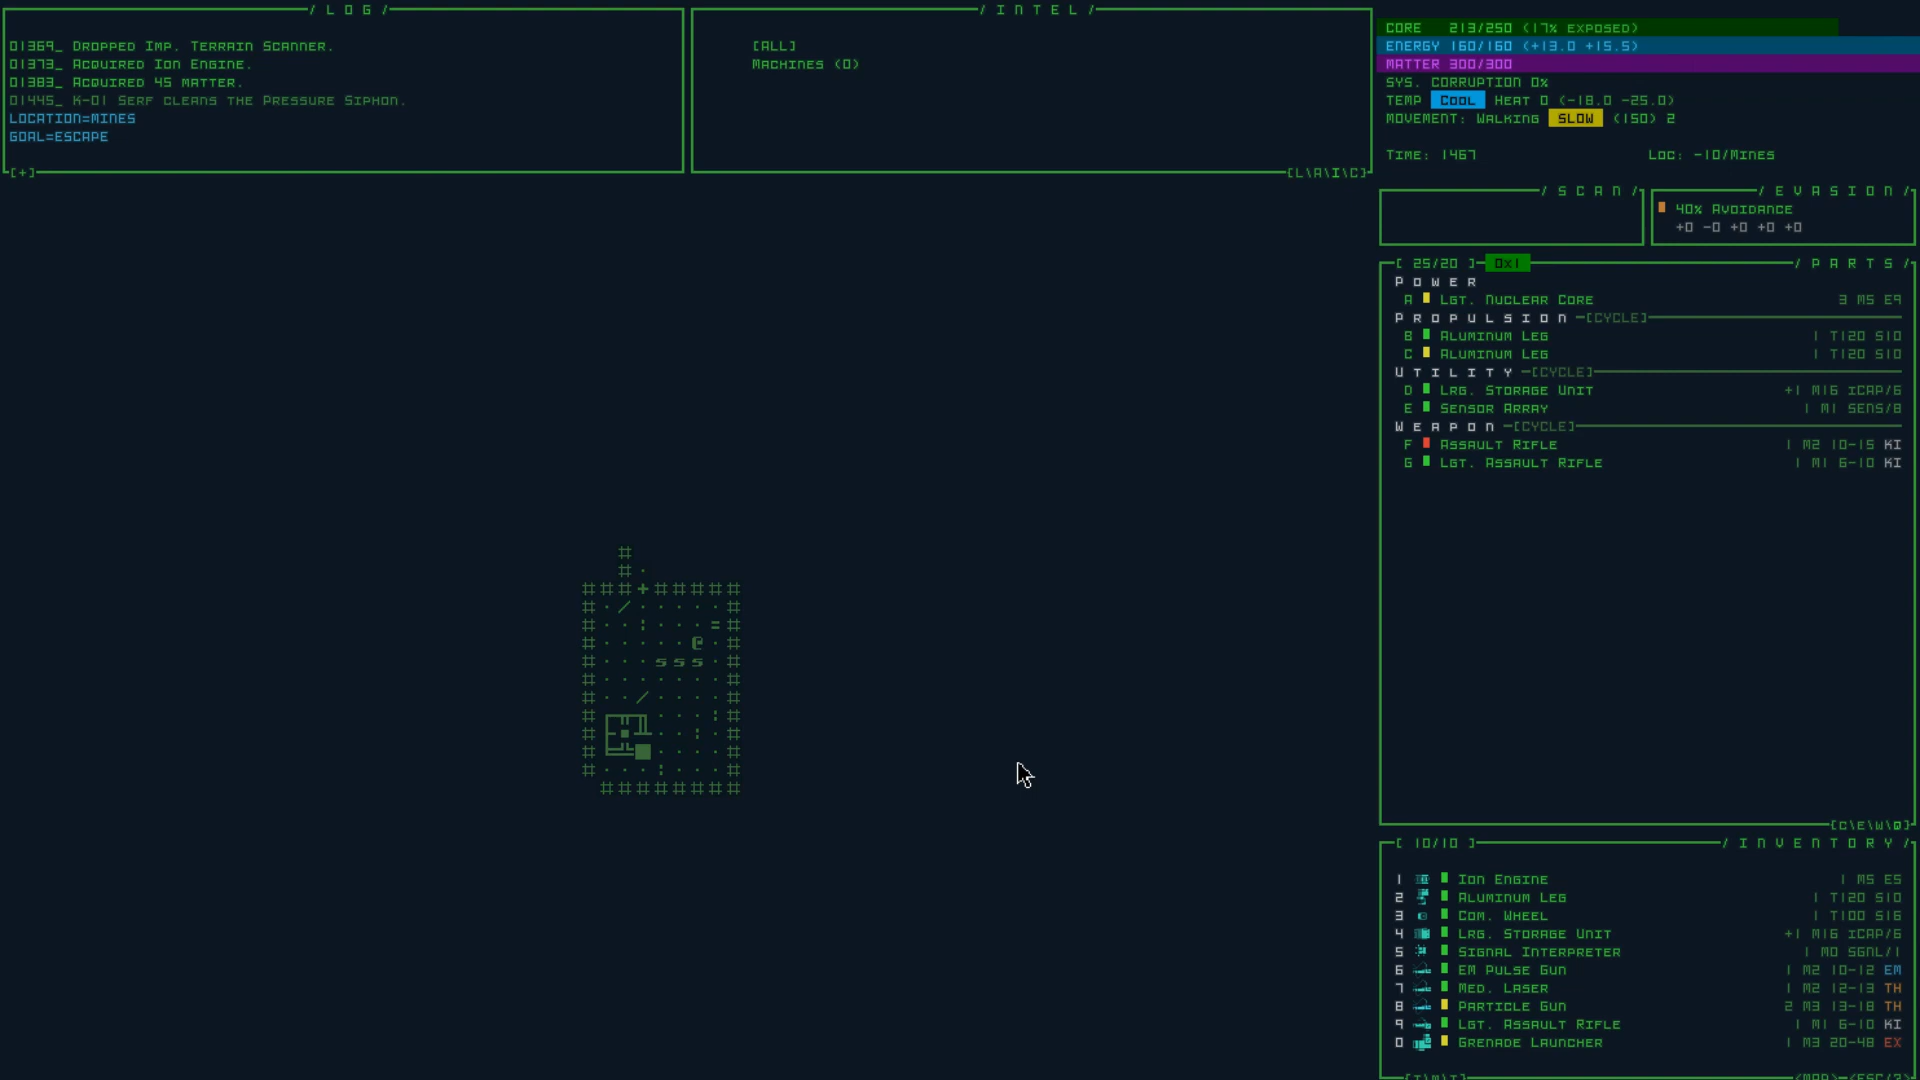 / L O G /
01369_ Dropped Imp. Terrain Scanner.
01373_ Acquired Ion Engine.
01383_ Acquired 45 matter.
01445_ K-01 Serf cleans the Pressure Siphon.
LOCATION=MINES
GOAL=ESCAPE
[+]
/ I N T E L /
[ALL]
Machines (0)
[L\A\I\C]
CORE 213/250 (17% EXPOSED)
ENERGY 160/160 (+13.0 +15.5)
MATTER 300/300
SYS. CORRUPTION 0%
TEMP COOL HEAT 0 (-18.0 -25.0)
MOVEMENT: WALKING SLOW (150) 2
TIME: 1467 LOC: -10/MINES
/ S C A N /
/ E V A S I O N /
40% Avoidance
+0 -0 +0 +0 +0
[ 25/20 ] 0x1 / P A R T S /
P O W E R
A Lgt. Nuclear Core 3 M5 E9
P R O P U L S I O N [CYCLE]
B Aluminum Leg 1 T120 S10
C Aluminum Leg 1 T120 S10
U T I L I T Y [CYCLE]
D Lrg. Storage Unit +1 M16 ICAP/6
E Sensor Array 1 M1 SENS/8
W E A P O N [CYCLE]
F Assault Rifle 1 M2 10-15 KI
G Lgt. Assault Rifle 1 M1 6-10 KI
[C\E\W\Q]
[ 10/10 ] / I N V E N T O R Y /
1 Ion Engine 1 M5 E5
2 Aluminum Leg 1 T120 S10
3 Com. Wheel 1 T100 S16
4 Lrg. Storage Unit +1 M16 ICAP/6
5 Signal Interpreter 1 M0 SGNL/1
6 EM Pulse Gun 1 M2 10-12 EM
7 Med. Laser 1 M2 12-13 TH
8 Particle Gun 2 M3 13-18 TH
9 Lgt. Assault Rifle 1 M1 6-10 KI
0 Grenade Launcher 1 M3 20-48 EX
[T\M\I] <MAP> <ESC/?>